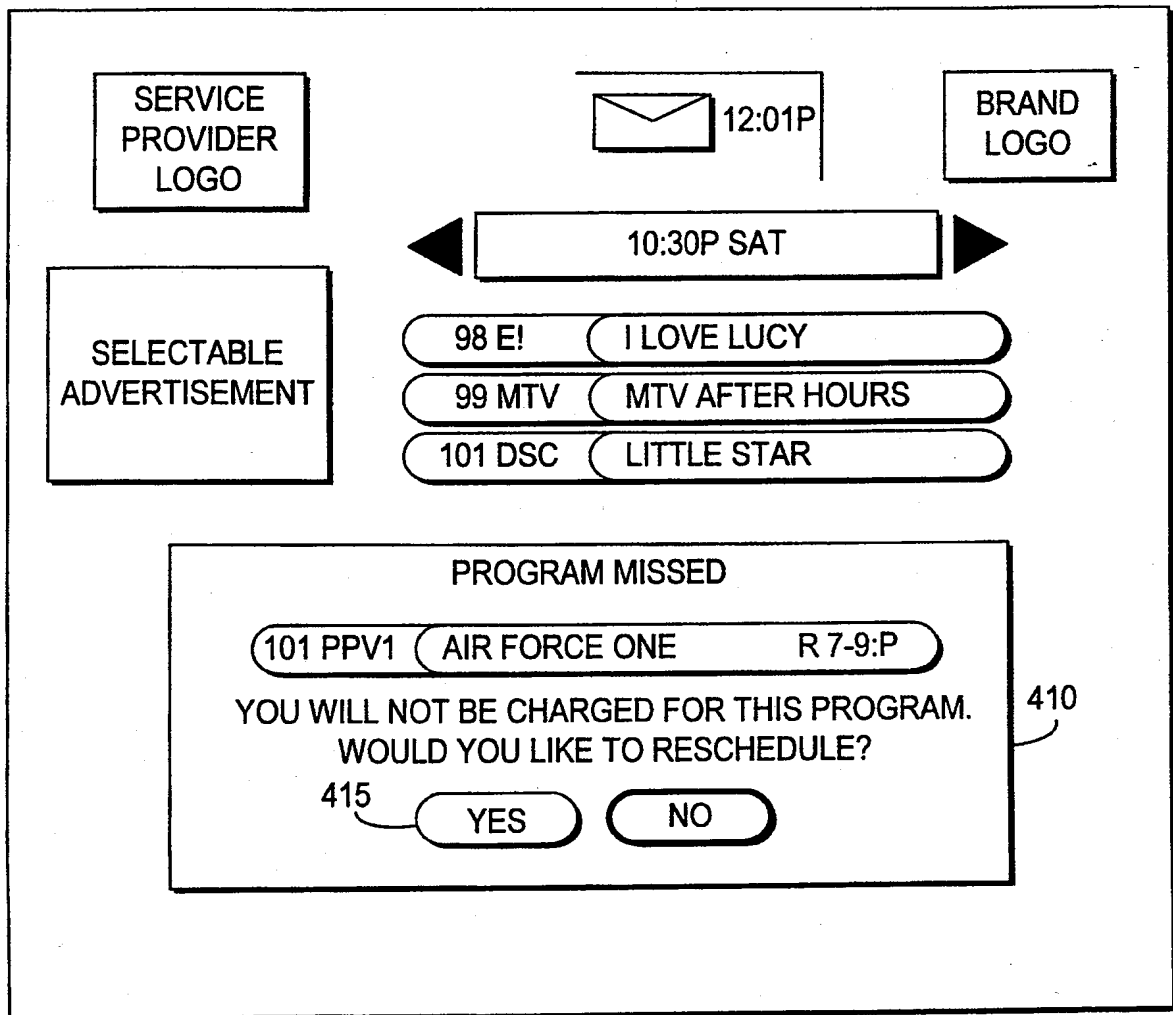 SERVICE
PROVIDER
LOGO
12:01P
BRAND
LOGO
10:30P SAT
SELECTABLE
ADVERTISEMENT
98 E! I LOVE LUCY
99 MTV MTV AFTER HOURS
101 DSC LITTLE STAR
PROGRAM MISSED
101 PPV1 AIR FORCE ONE R 7-9:P
YOU WILL NOT BE CHARGED FOR THIS PROGRAM.
WOULD YOU LIKE TO RESCHEDULE?
410
415
YES NO